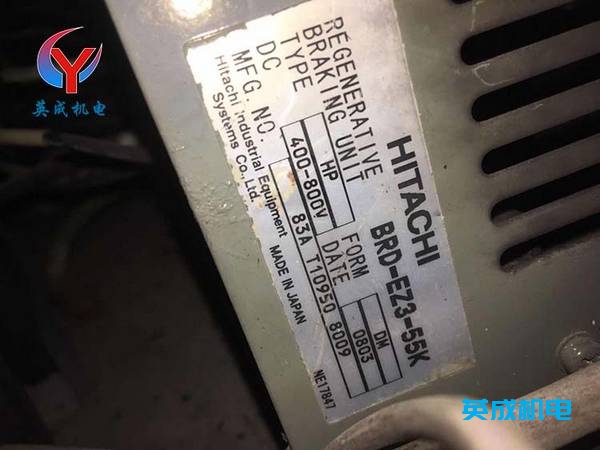 英成机电
HITACHI
REGENERATIVE BRD-EZ3-55K
BRAKING UNIT
TYPE HP FORM DM
DC 400-800V DATE 0803
MFG. NO. 83A T10950 8009
Hitachi Industrial Equipment
Systems Co., Ltd. MADE IN JAPAN
NE17847
英成机电